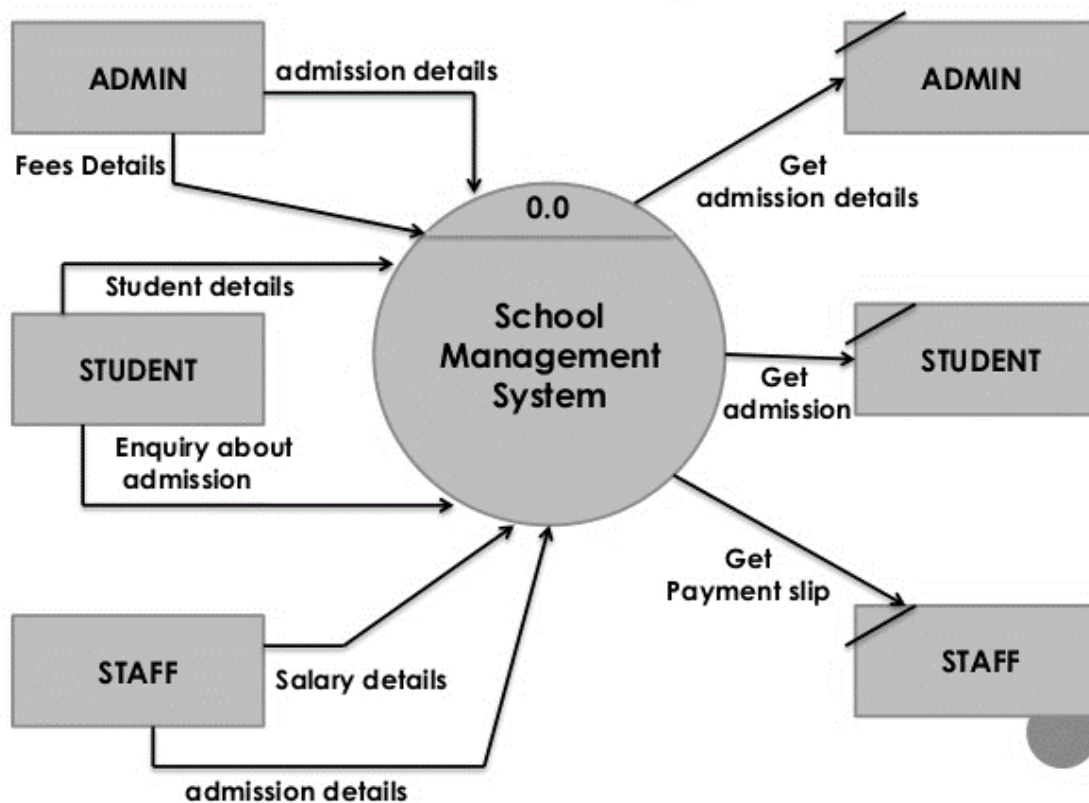 ADMIN
admission details
Fees Details
ADMIN
Get
admission details
0.0
School
Management
System
Student details
STUDENT
Enquiry about
admission
Get
admission
STUDENT
STAFF
Salary details
admission details
Get
Payment slip
STAFF